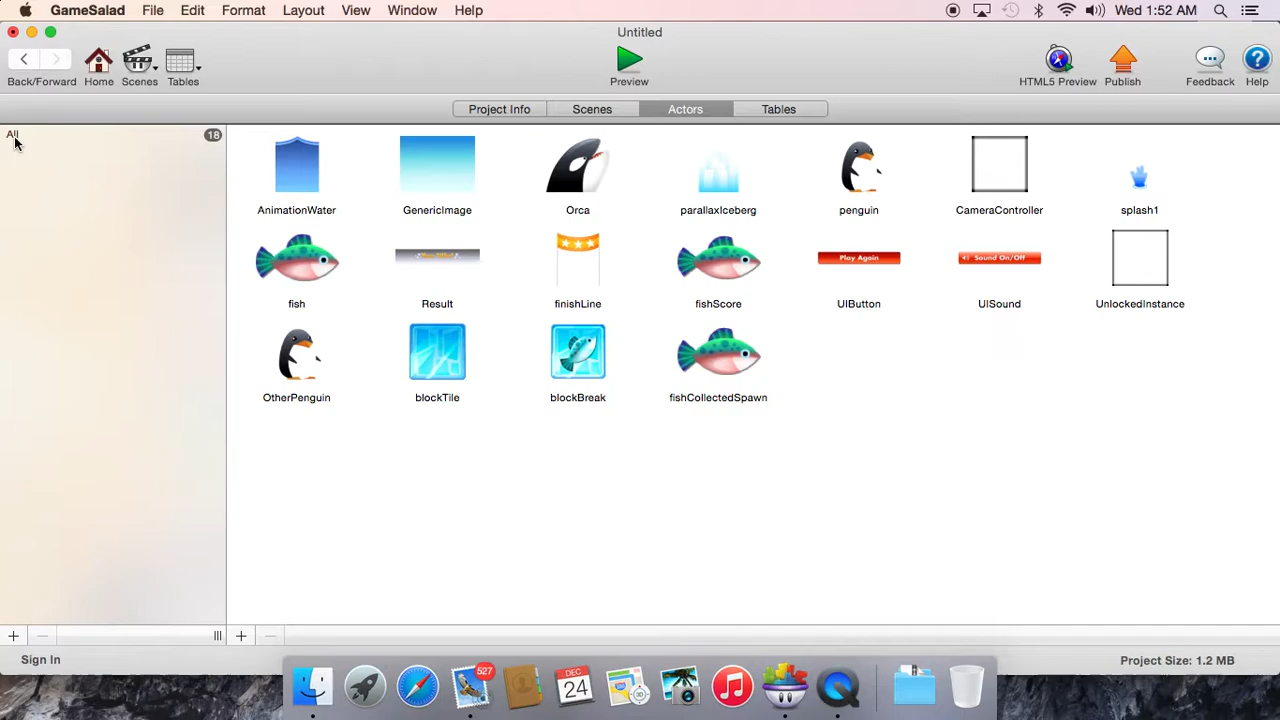 GameSalad File Edit Format Layout View Window Help Wed 1:52 AM
Untitled
Back/Forward Home Scenes Tables Preview HTML5 Preview Publish Feedback Help
Project Info Scenes Actors Tables
All 18
AnimationWater GenericImage Orca parallaxIceberg penguin CameraController splash1
Play Again Sound On/Off
fish Result finishLine fishScore UIButton UISound UnlockedInstance
OtherPenguin blockTile blockBreak fishCollectedSpawn
Sign In Project Size: 1.2 MB
527
DEC
24